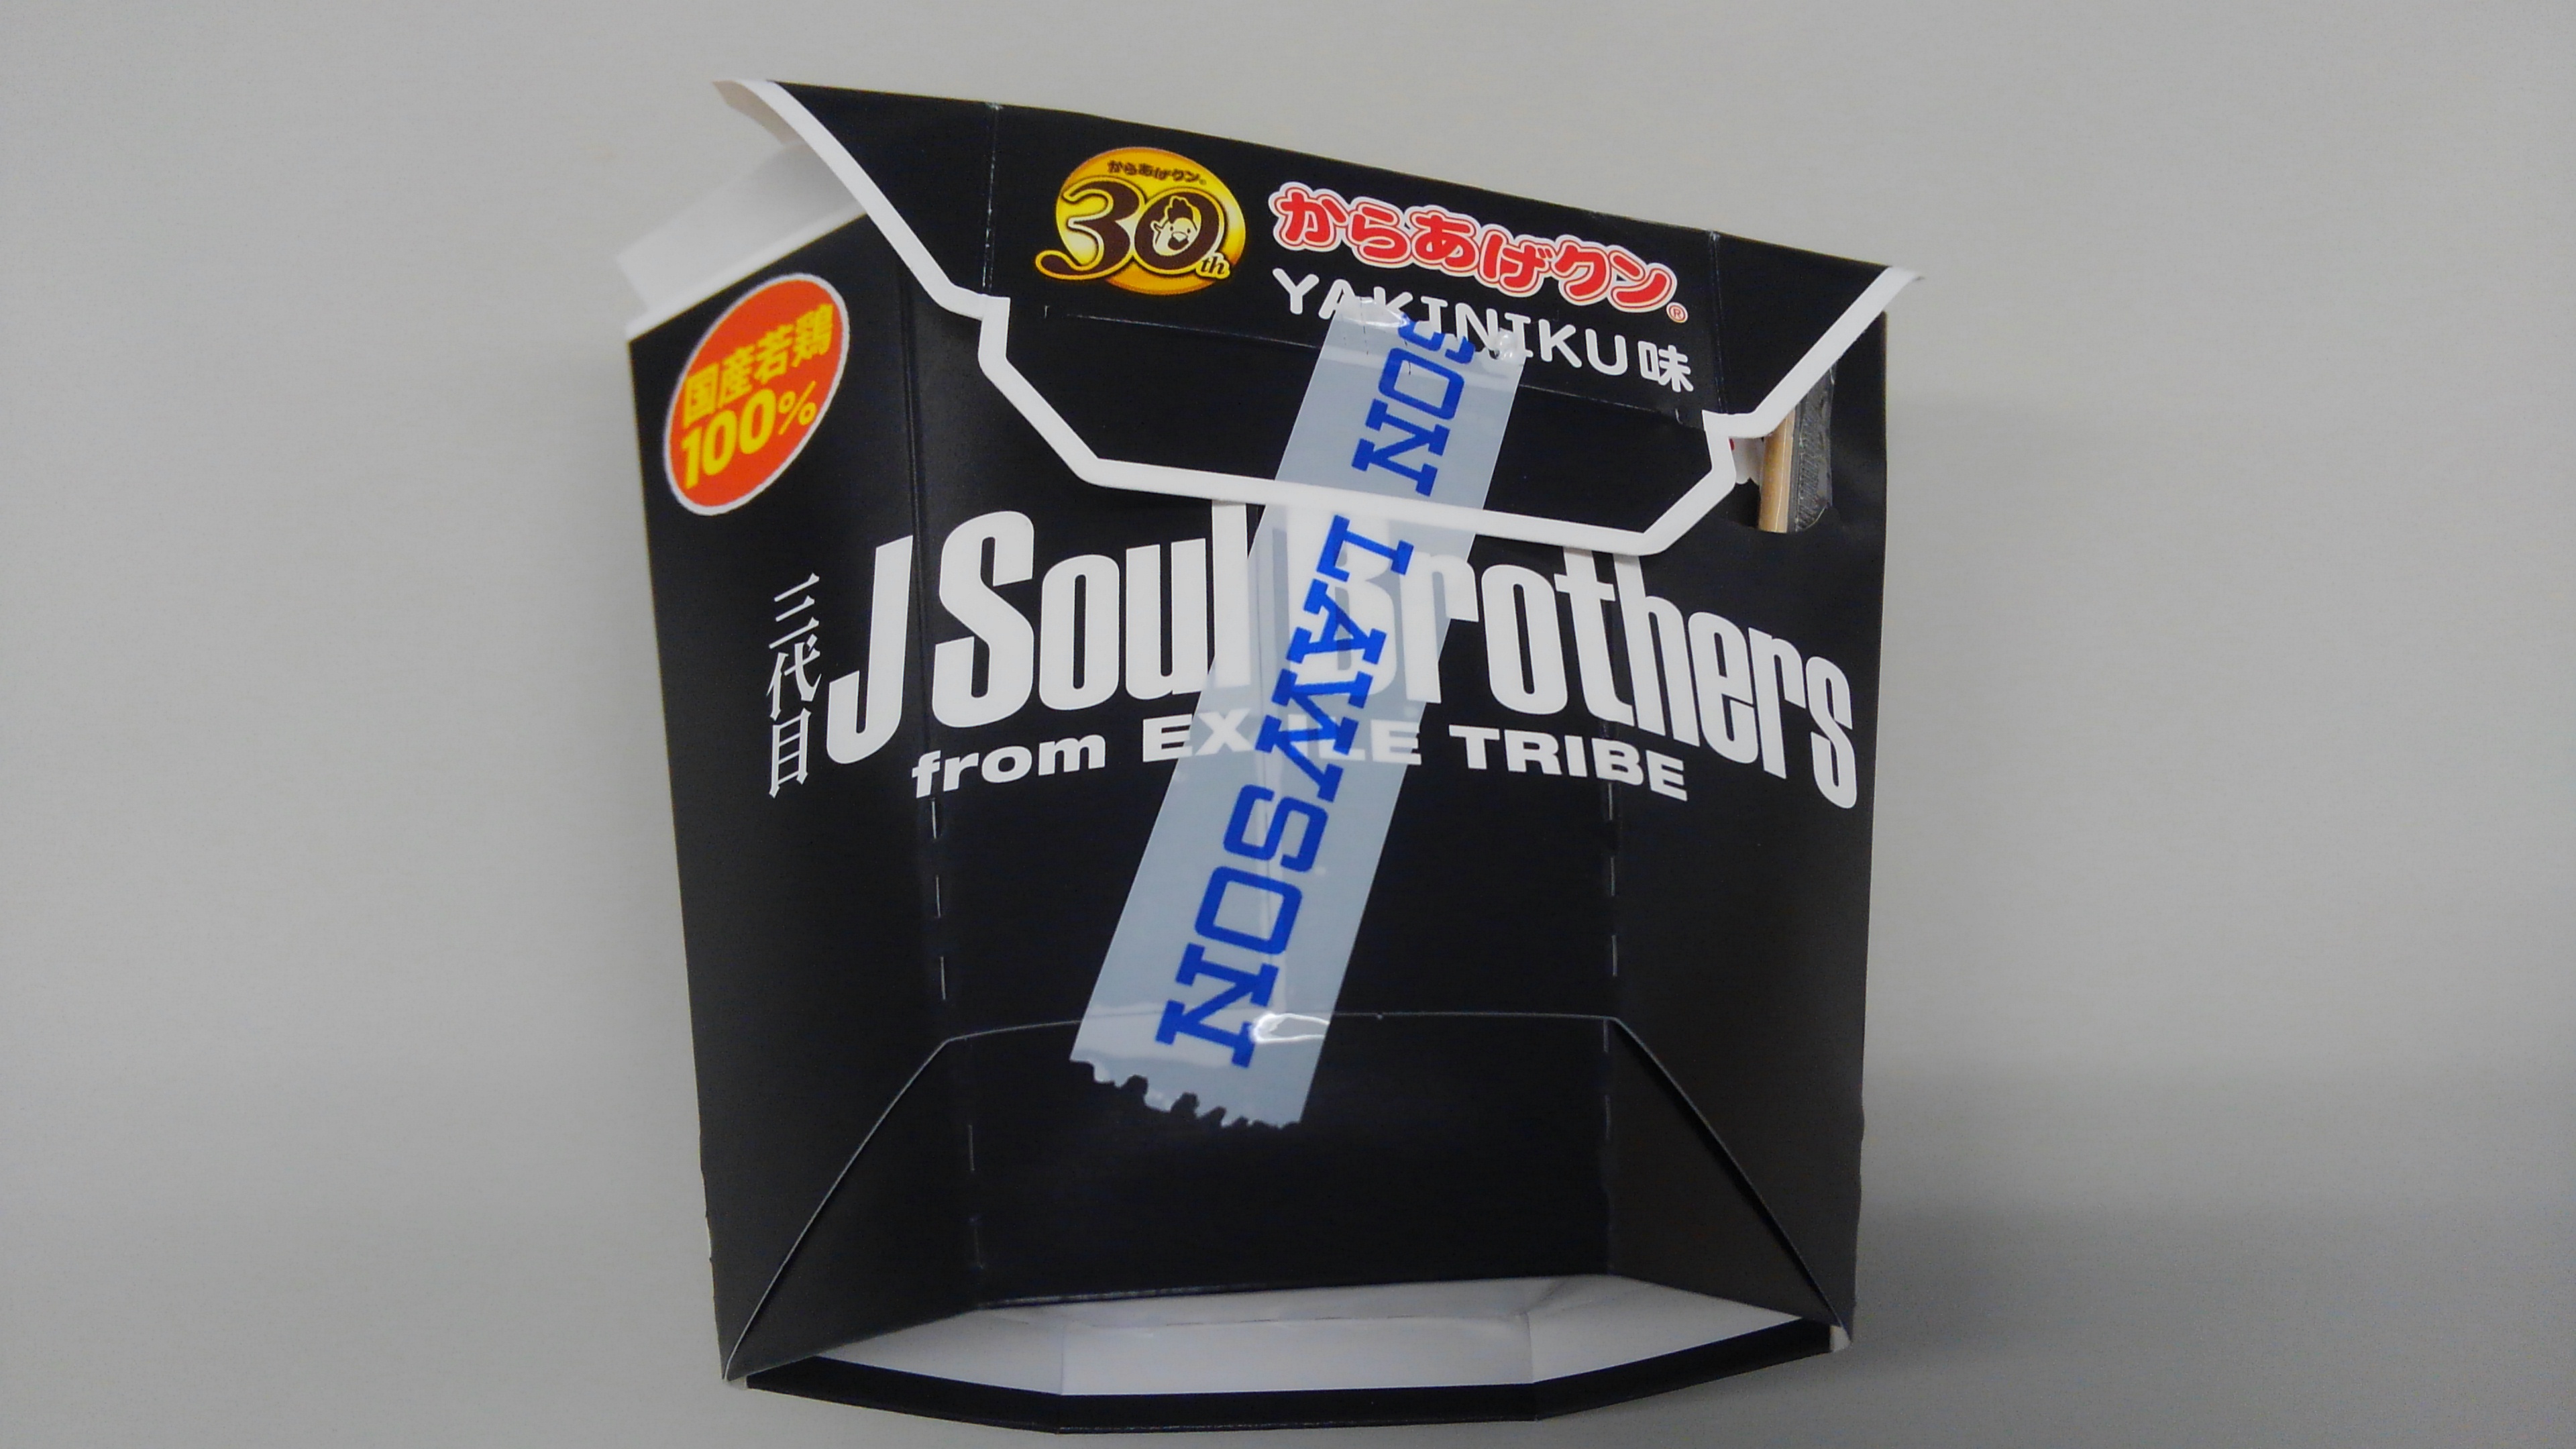 からあげクン®
30th
からあげクン®
YAKINIKU味
国産若鶏
100%
三代目
J Soul Brothers
from EXILE TRIBE
SON
LAWSON